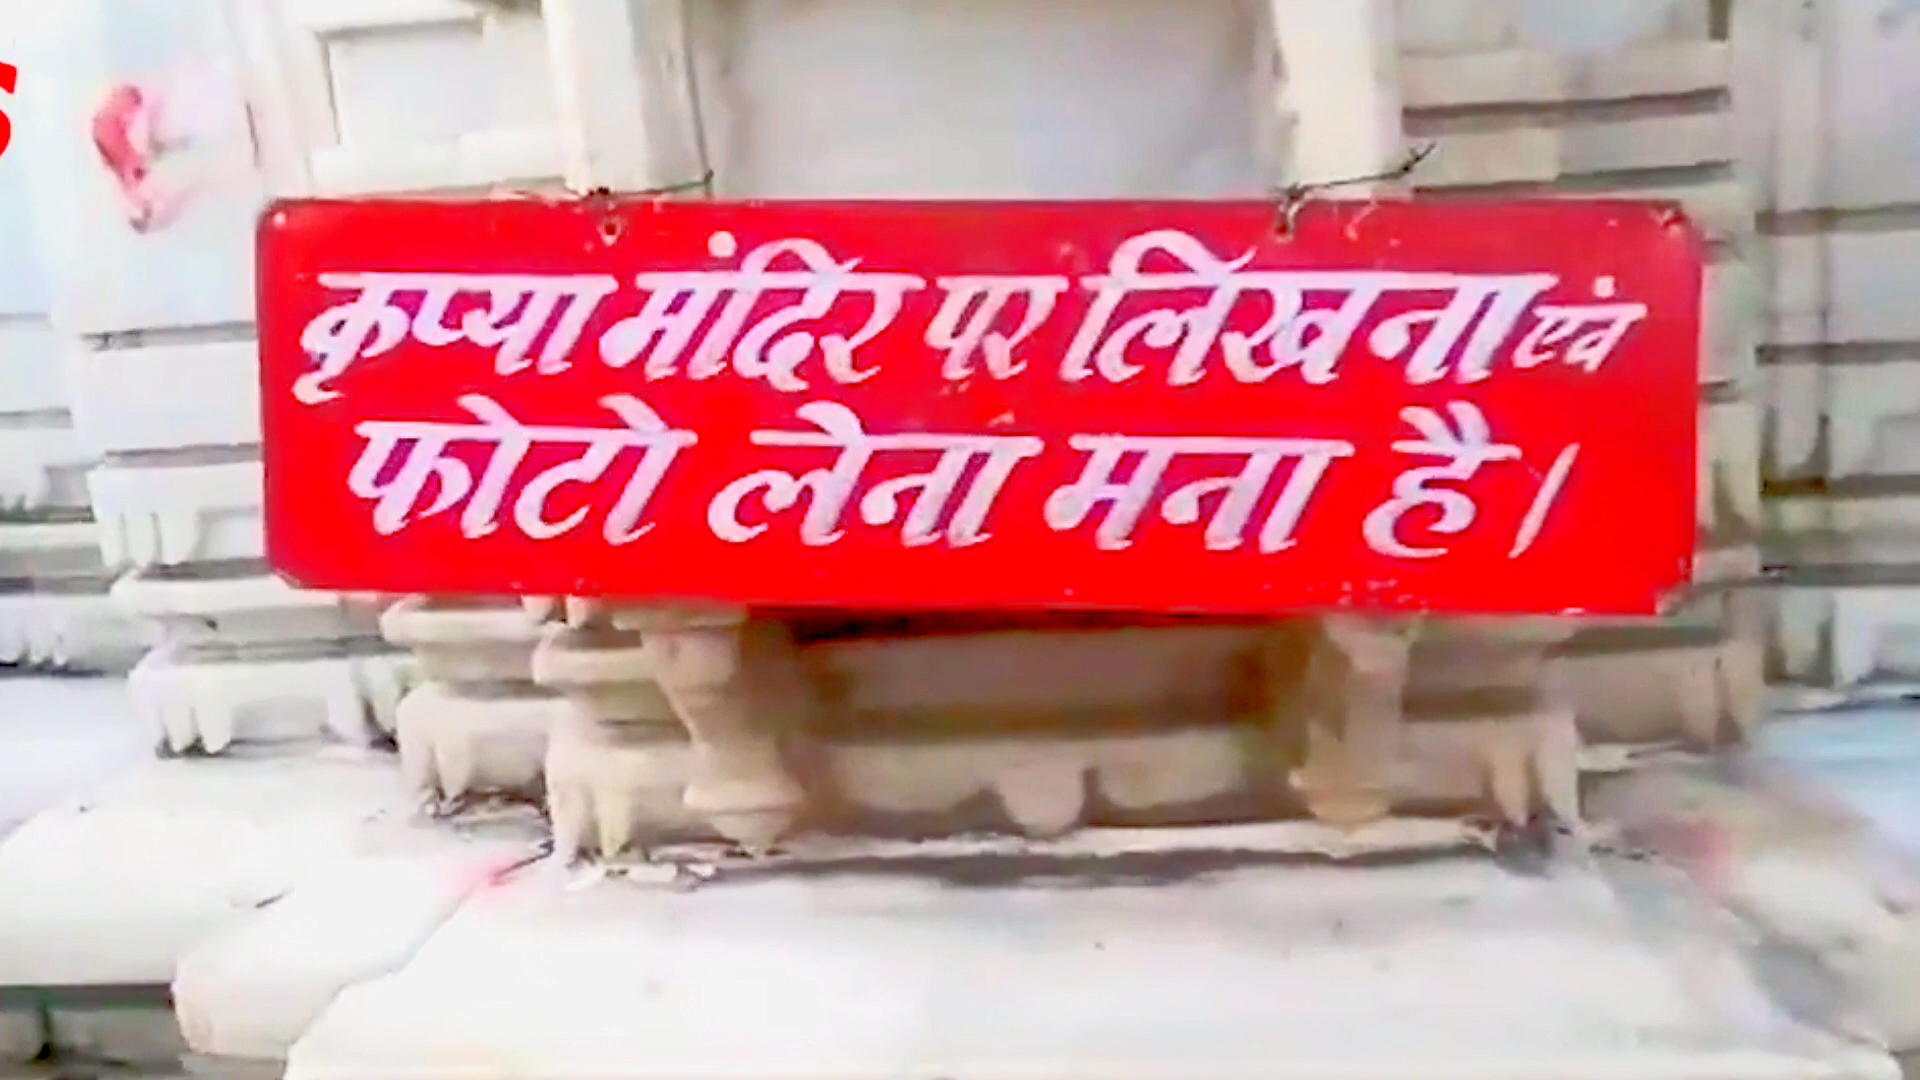 कृप्या मंदिर पर लिखना एवं
फोटो लेना मना है।